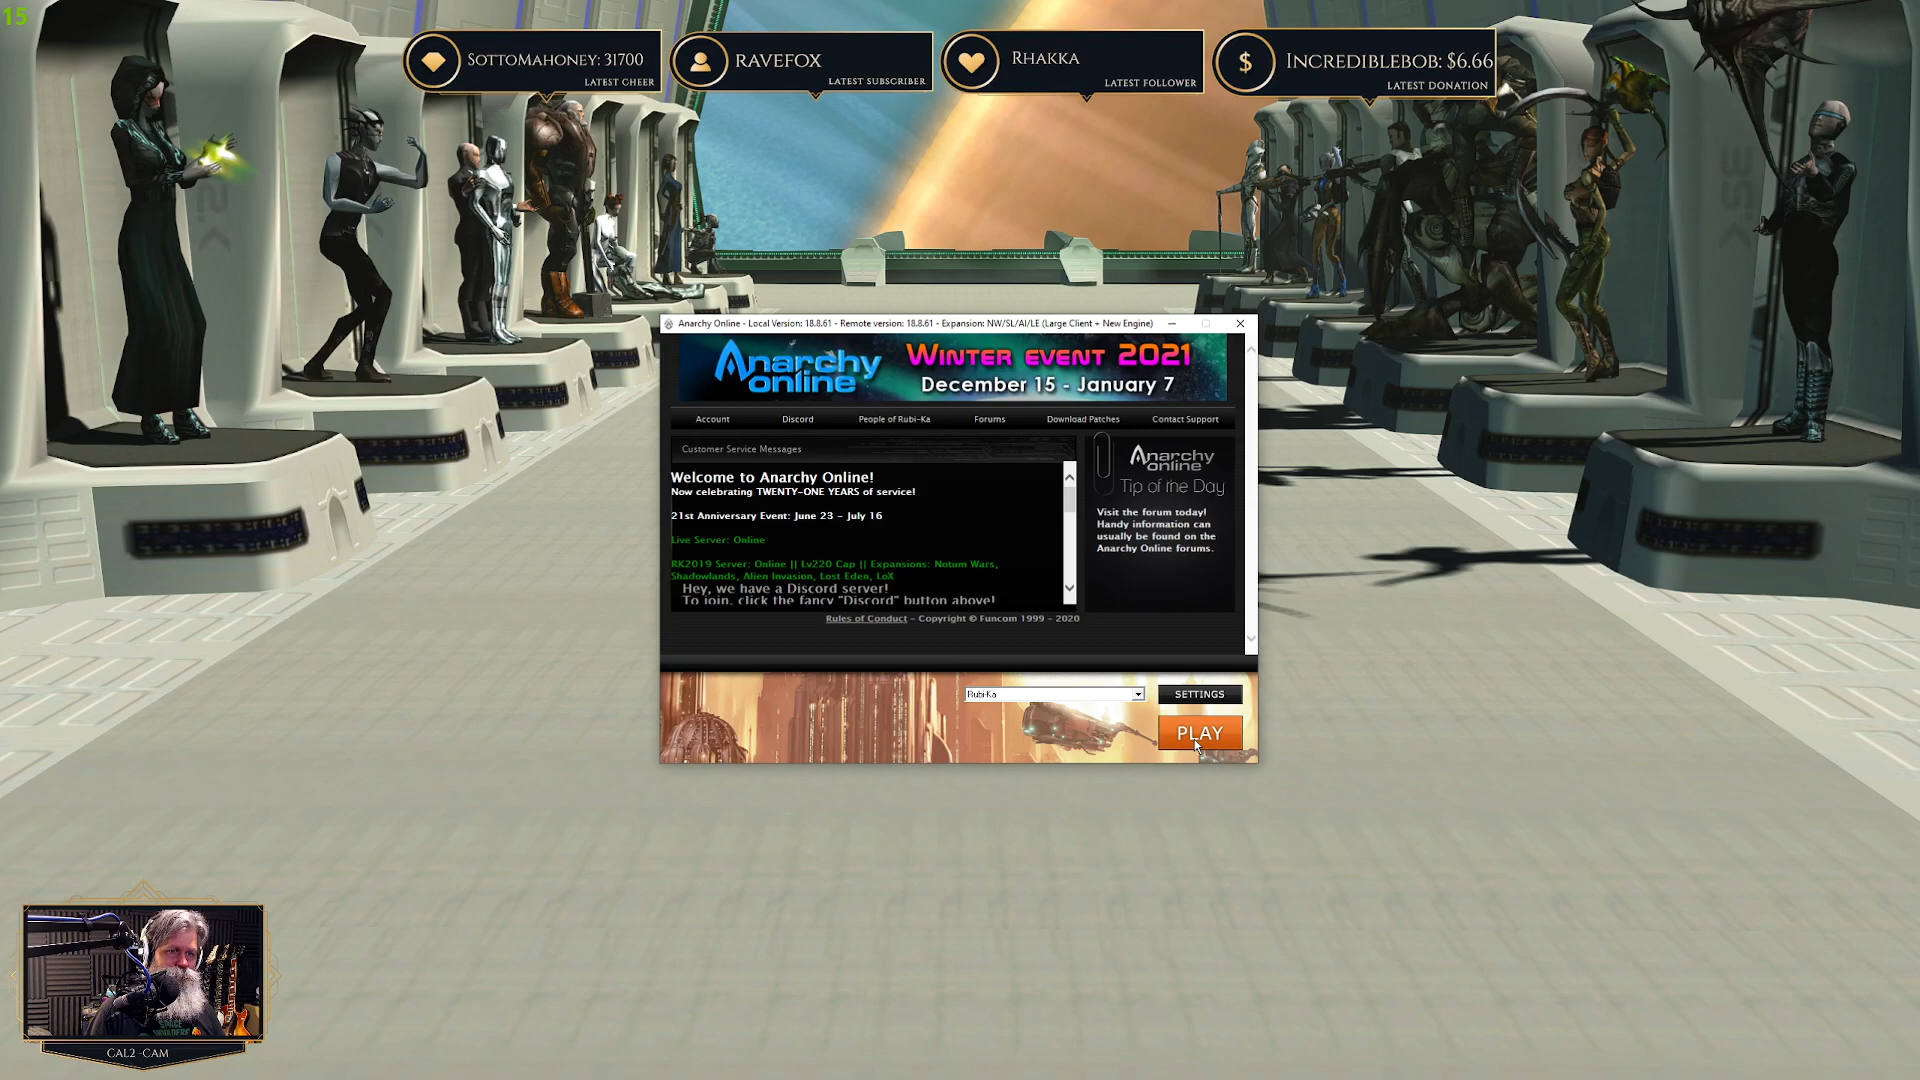 15
SottoMahoney: 31700
Latest Cheer
RAVEFOX
Latest Subscriber
Rhakka
Latest Follower
Incrediblebob: $6.66
Latest Donation
Anarchy Online - Local Version: 18.8.61 - Remote version: 18.8.61 - Expansion: NW/SL/AI/LE (Large Client + New Engine)
Anarchy online
Winter event 2021
December 15 - January 7
Account
Discord
People of Rubi-Ka
Forums
Download Patches
Contact Support
Customer Service Messages
Welcome to Anarchy Online!
Now celebrating TWENTY-ONE YEARS of service!
21st Anniversary Event: June 23 - July 16
Live Server: Online
RK2019 Server: Online || Lv220 Cap || Expansions: Notum Wars,
Shadowlands, Alien Invasion, Lost Eden, LoX
Hey, we have a Discord server!
To join, click the fancy "Discord" button above!
Anarchy online
Tip of the Day
Visit the forum today!
Handy information can
usually be found on the
Anarchy Online forums.
Rules of Conduct - Copyright © Funcom 1999 - 2020
Rubi-Ka
SETTINGS
PLAY
35K
SPACE
INVADERS
Cal2-Cam